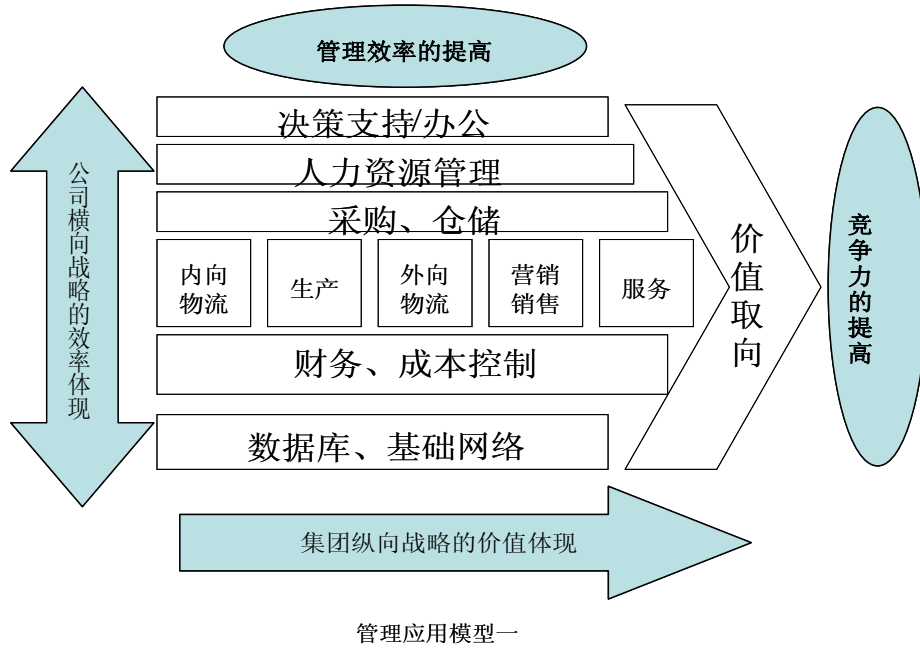 管理效率的提高
决策支持/办公
人力资源管理
采购、仓储
内向
物流
生产
外向
物流
营销
销售
服务
财务、成本控制
数据库、基础网络
公司横向战略的效率体现
价值取向
竞争力的提高
集团纵向战略的价值体现
管理应用模型一